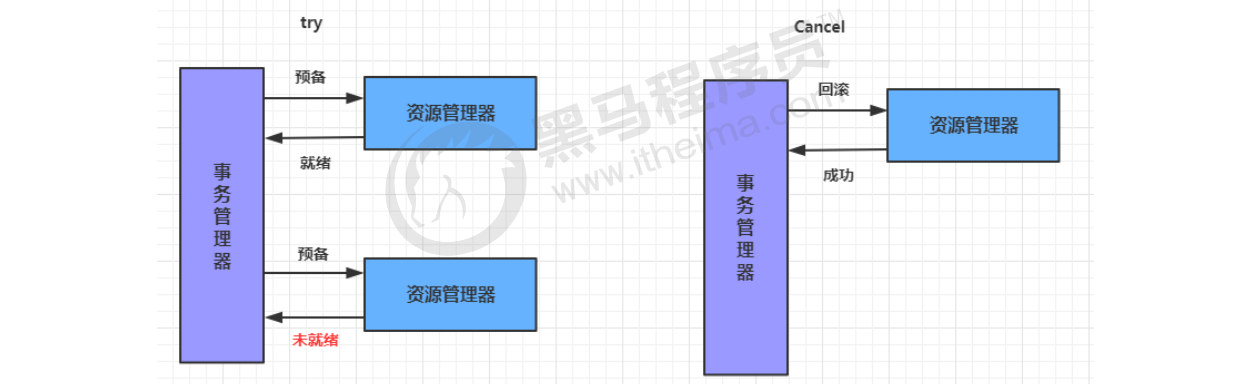 try
Cancel
预备
资源管理器
就绪
事务管理器
预备
资源管理器
未就绪
回滚
资源管理器
成功
事务管理器
黑马程序员™
www.itheima.com